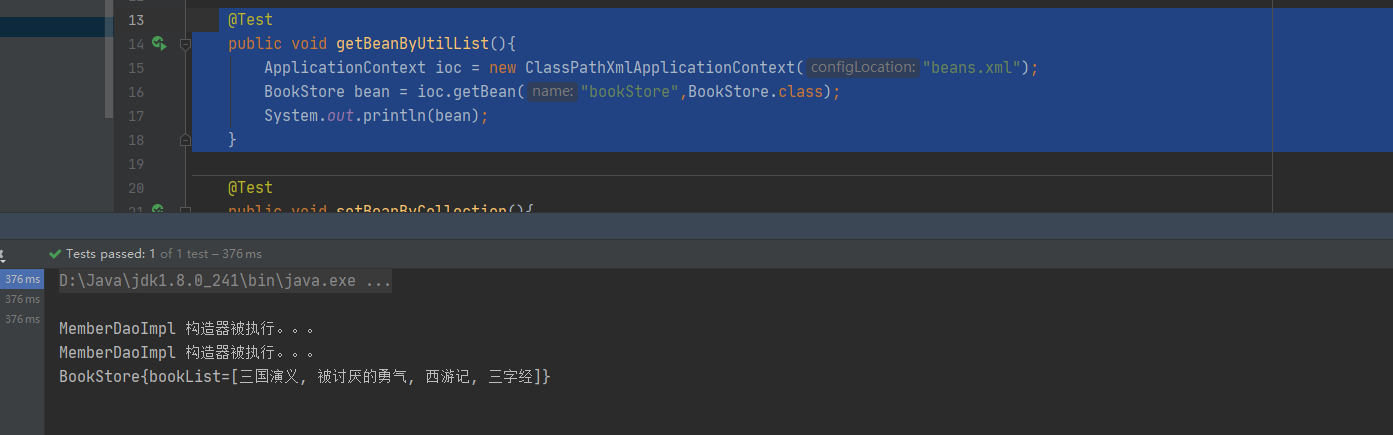 13 @Test
14 public void getBeanByUtilList(){
15 ApplicationContext ioc = new ClassPathXmlApplicationContext( configLocation: "beans.xml");
16 BookStore bean = ioc.getBean( name: "bookStore",BookStore.class);
17 System.out.println(bean);
18 }
19
20 @Test
21 public void setBeanByCollection(){
Tests passed: 1 of 1 test – 376 ms
376 ms D:\Java\jdk1.8.0_241\bin\java.exe ...
376 ms
376 ms
MemberDaoImpl 构造器被执行。。。
MemberDaoImpl 构造器被执行。。。
BookStore{bookList=[三国演义, 被讨厌的勇气, 西游记, 三字经]}